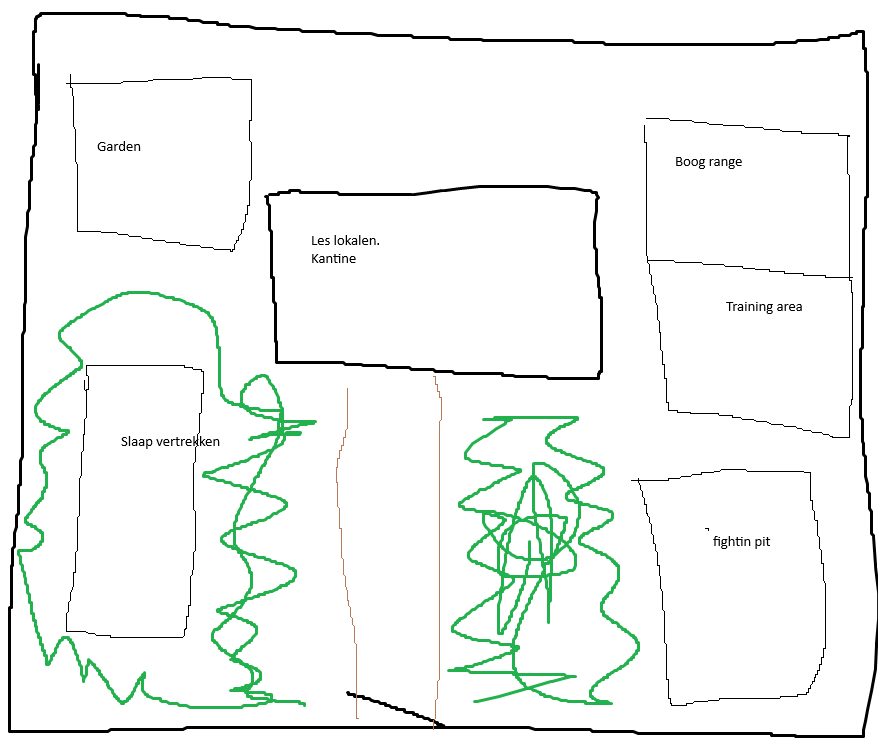 Garden
Boog range
Les lokalen.
Kantine
Training area
Slaap vertrekken
fightin pit